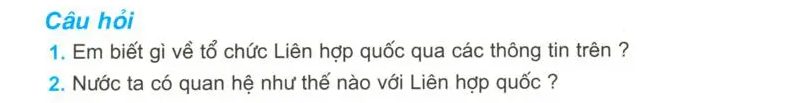 Câu hỏi
1. Em biết gì về tổ chức Liên hợp quốc qua các thông tin trên ?
2. Nước ta có quan hệ như thế nào với Liên hợp quốc ?